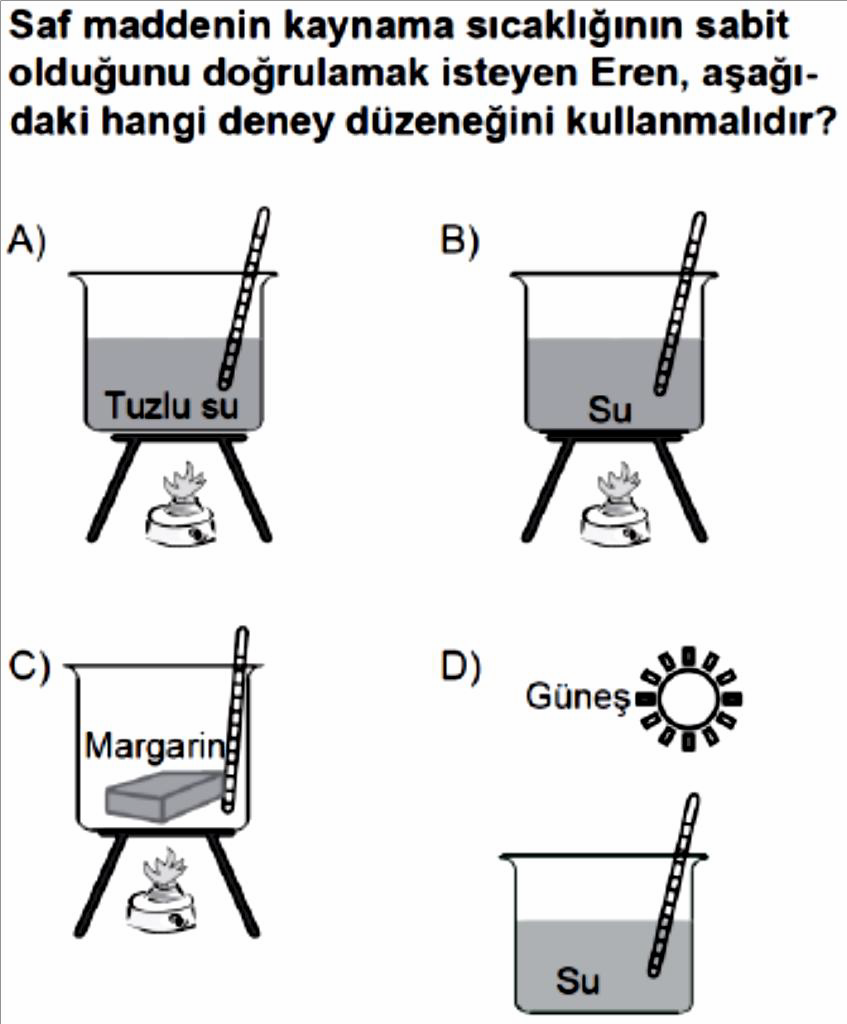 Saf maddenin kaynama sıcaklığının sabit
olduğunu doğrulamak isteyen Eren, aşağı-
daki hangi deney düzeneğini kullanmalıdır?
A)
Tuzlu su
B)
Su
C)
Margarin
D)
Güneş
Su